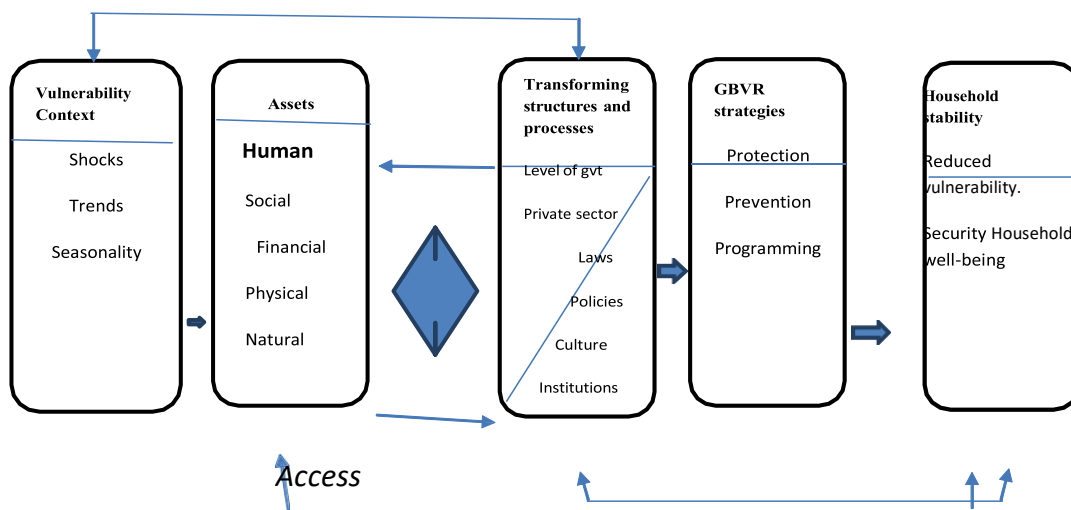 Vulnerability
Context
Shocks
Trends
Seasonality
Assets
Human
Social
Financial
Physical
Natural
Transforming
structures and
processes
Level of gvt
Private sector
Laws
Policies
Culture
Institutions
GBVR
strategies
Protection
Prevention
Programming
Household
stability
Reduced
vulnerability.
Security Household
well-being
Access